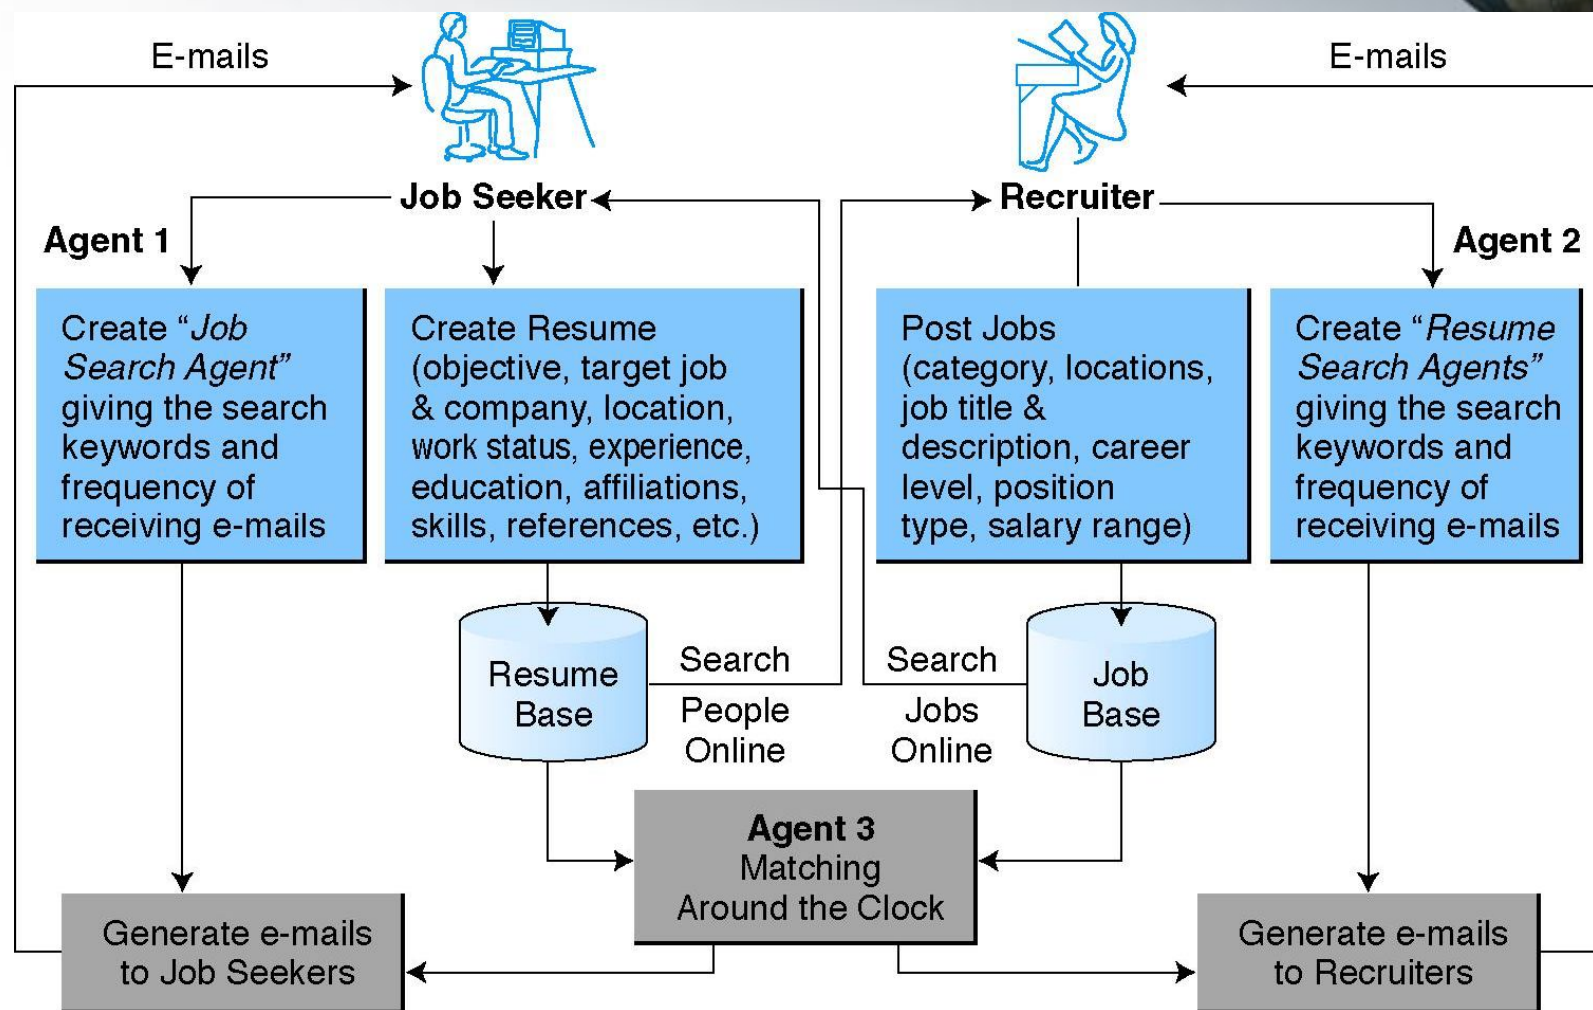 E-mails
E-mails
Job Seeker
Recruiter
Agent 1
Agent 2
Create “Job
Search Agent”
giving the search
keywords and
frequency of
receiving e-mails
Create Resume
(objective, target job
& company, location,
work status, experience,
education, affiliations,
skills, references, etc.)
Post Jobs
(category, locations,
job title &
description, career
level, position
type, salary range)
Create “Resume
Search Agents”
giving the search
keywords and
frequency of
receiving e-mails
Resume
Base
Search
People
Online
Search
Jobs
Online
Job
Base
Agent 3
Matching
Around the Clock
Generate e-mails
to Job Seekers
Generate e-mails
to Recruiters